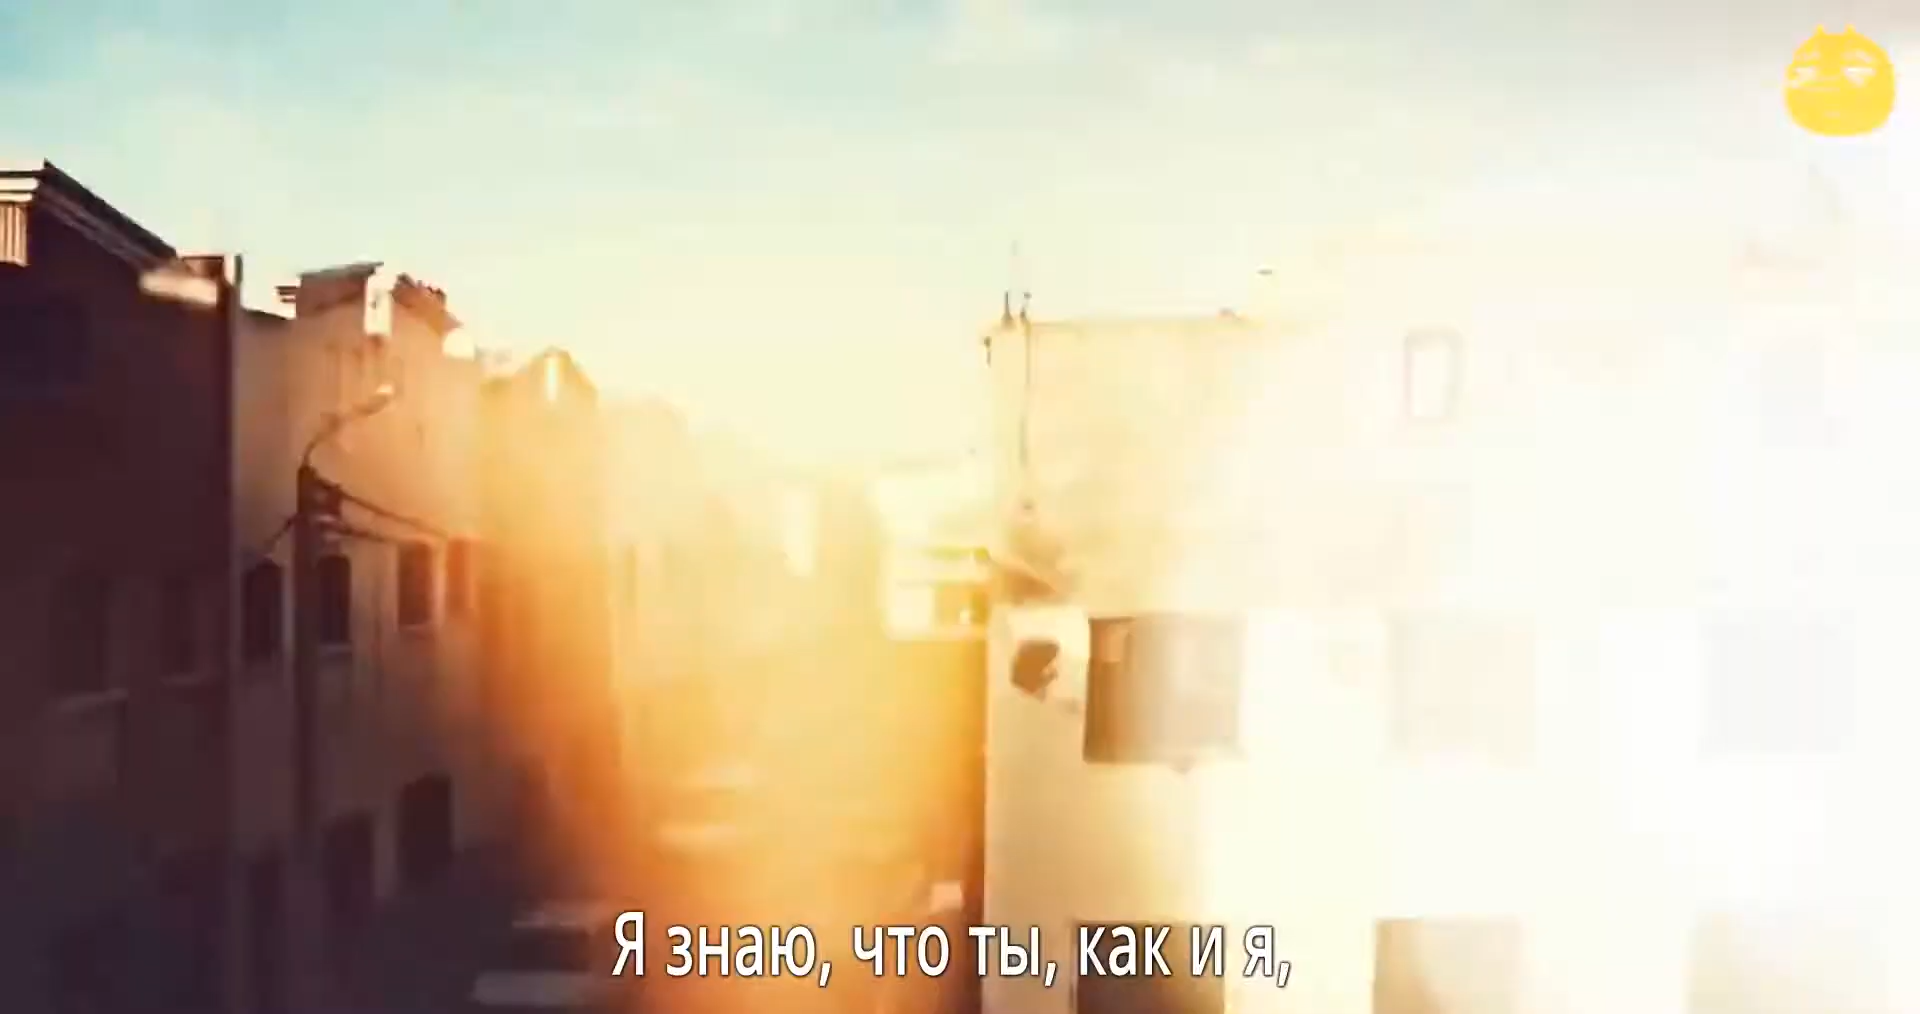 Я знаю, что ты, как и я,